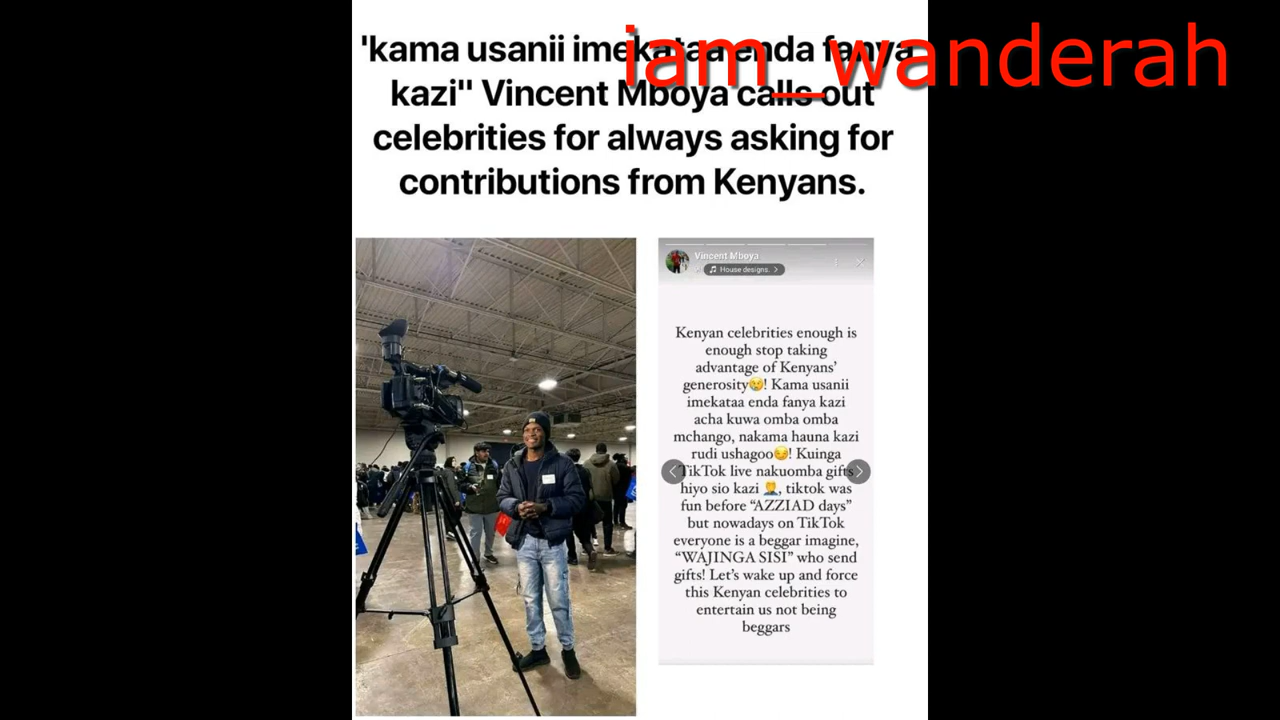 'kama usanii imekataa enda fanya
kazi" Vincent Mboya calls out
celebrities for always asking for
contributions from Kenyans.
iam_wanderah
Vincent Mboya
House designs.
Kenyan celebrities enough is
enough stop taking
advantage of Kenyans'
generosity😢! Kama usanii
imekataa enda fanya kazi
acha kuwa omba omba
mchango, nakama hauna kazi
rudi ushagoo😏! Kuinga
TikTok live nakuomba gifts
hiyo sio kazi 🤦, tiktok was
fun before “AZZIAD days”
but nowadays on TikTok
everyone is a beggar imagine,
“WAJINGA SISI” who send
gifts! Let’s wake up and force
this Kenyan celebrities to
entertain us not being
beggars